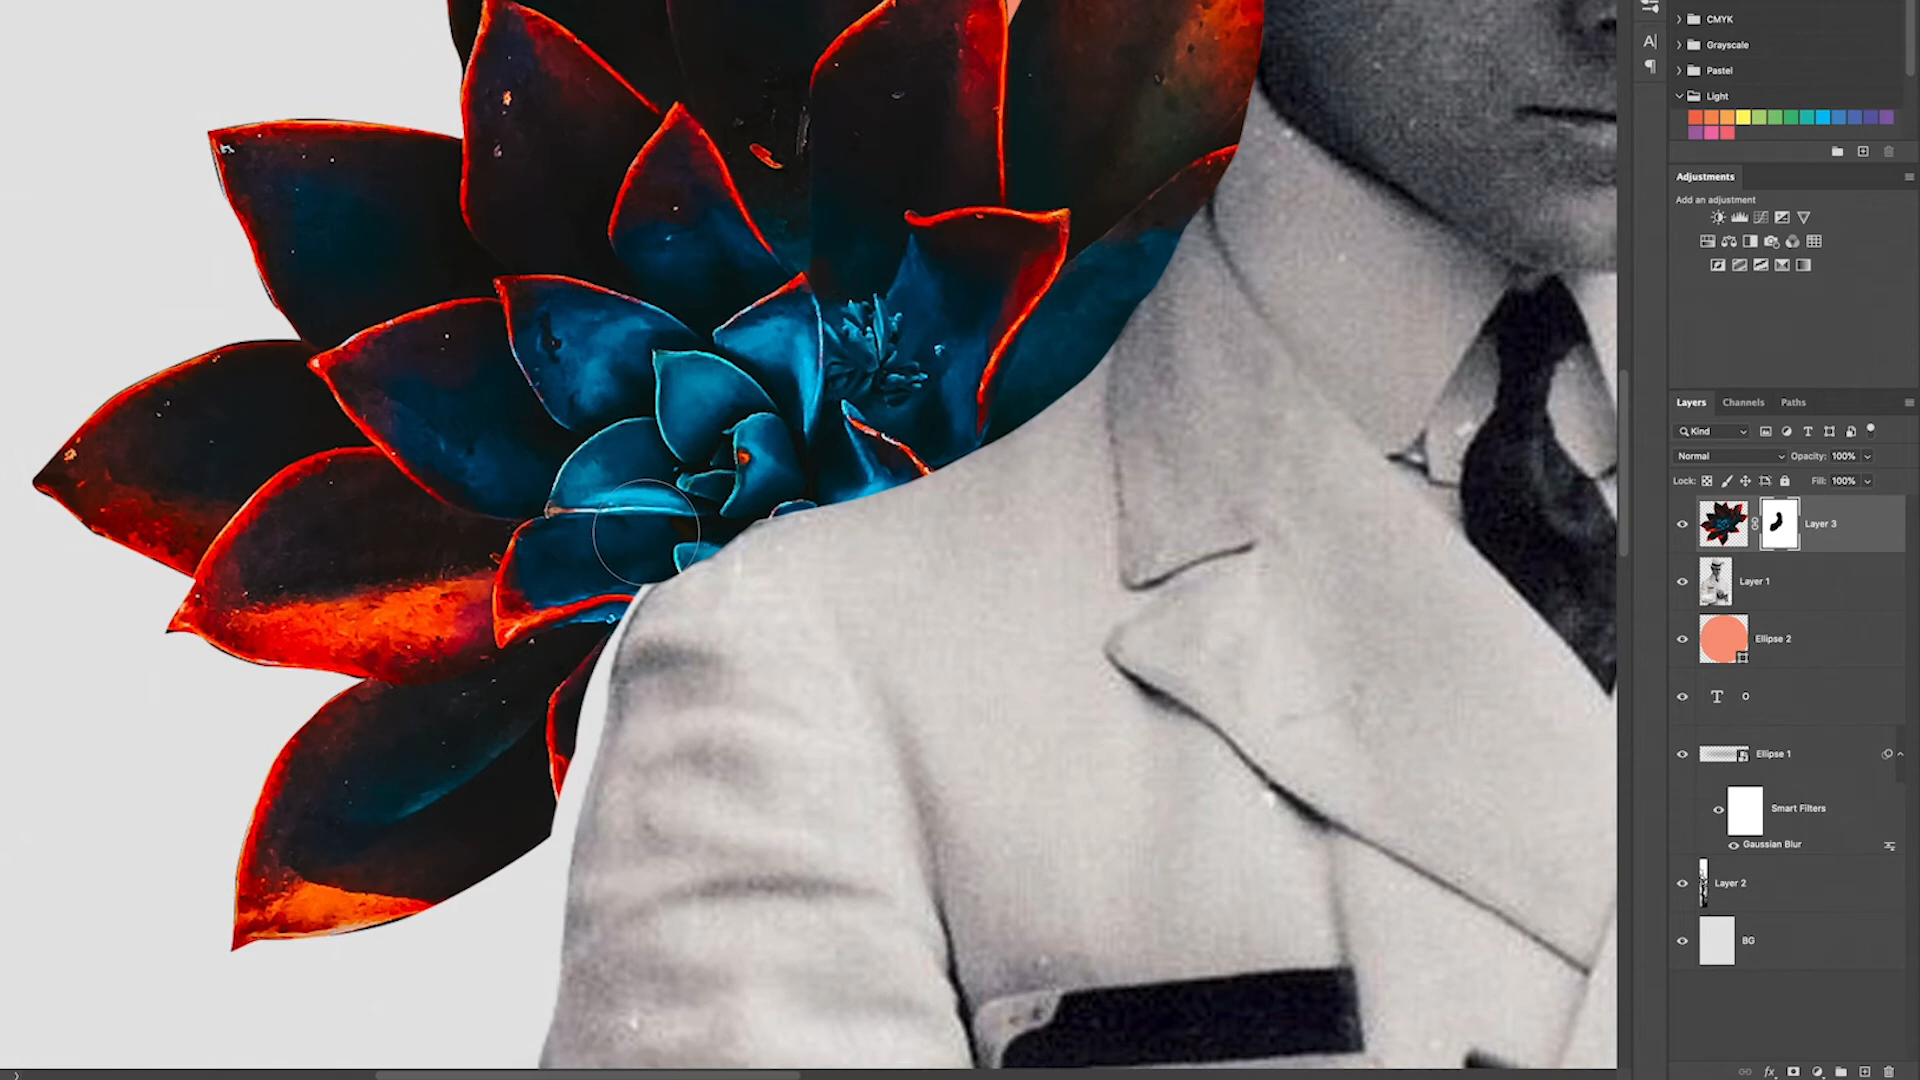 CMYK
Grayscale
Pastel
Light
Adjustments
Add an adjustment
Layers Channels Paths
Kind
Normal Opacity: 100%
Lock: Fill: 100%
Layer 3
Layer 1
Ellipse 2
T o
Ellipse 1
Smart Filters
Gaussian Blur
Layer 2
BG
fx